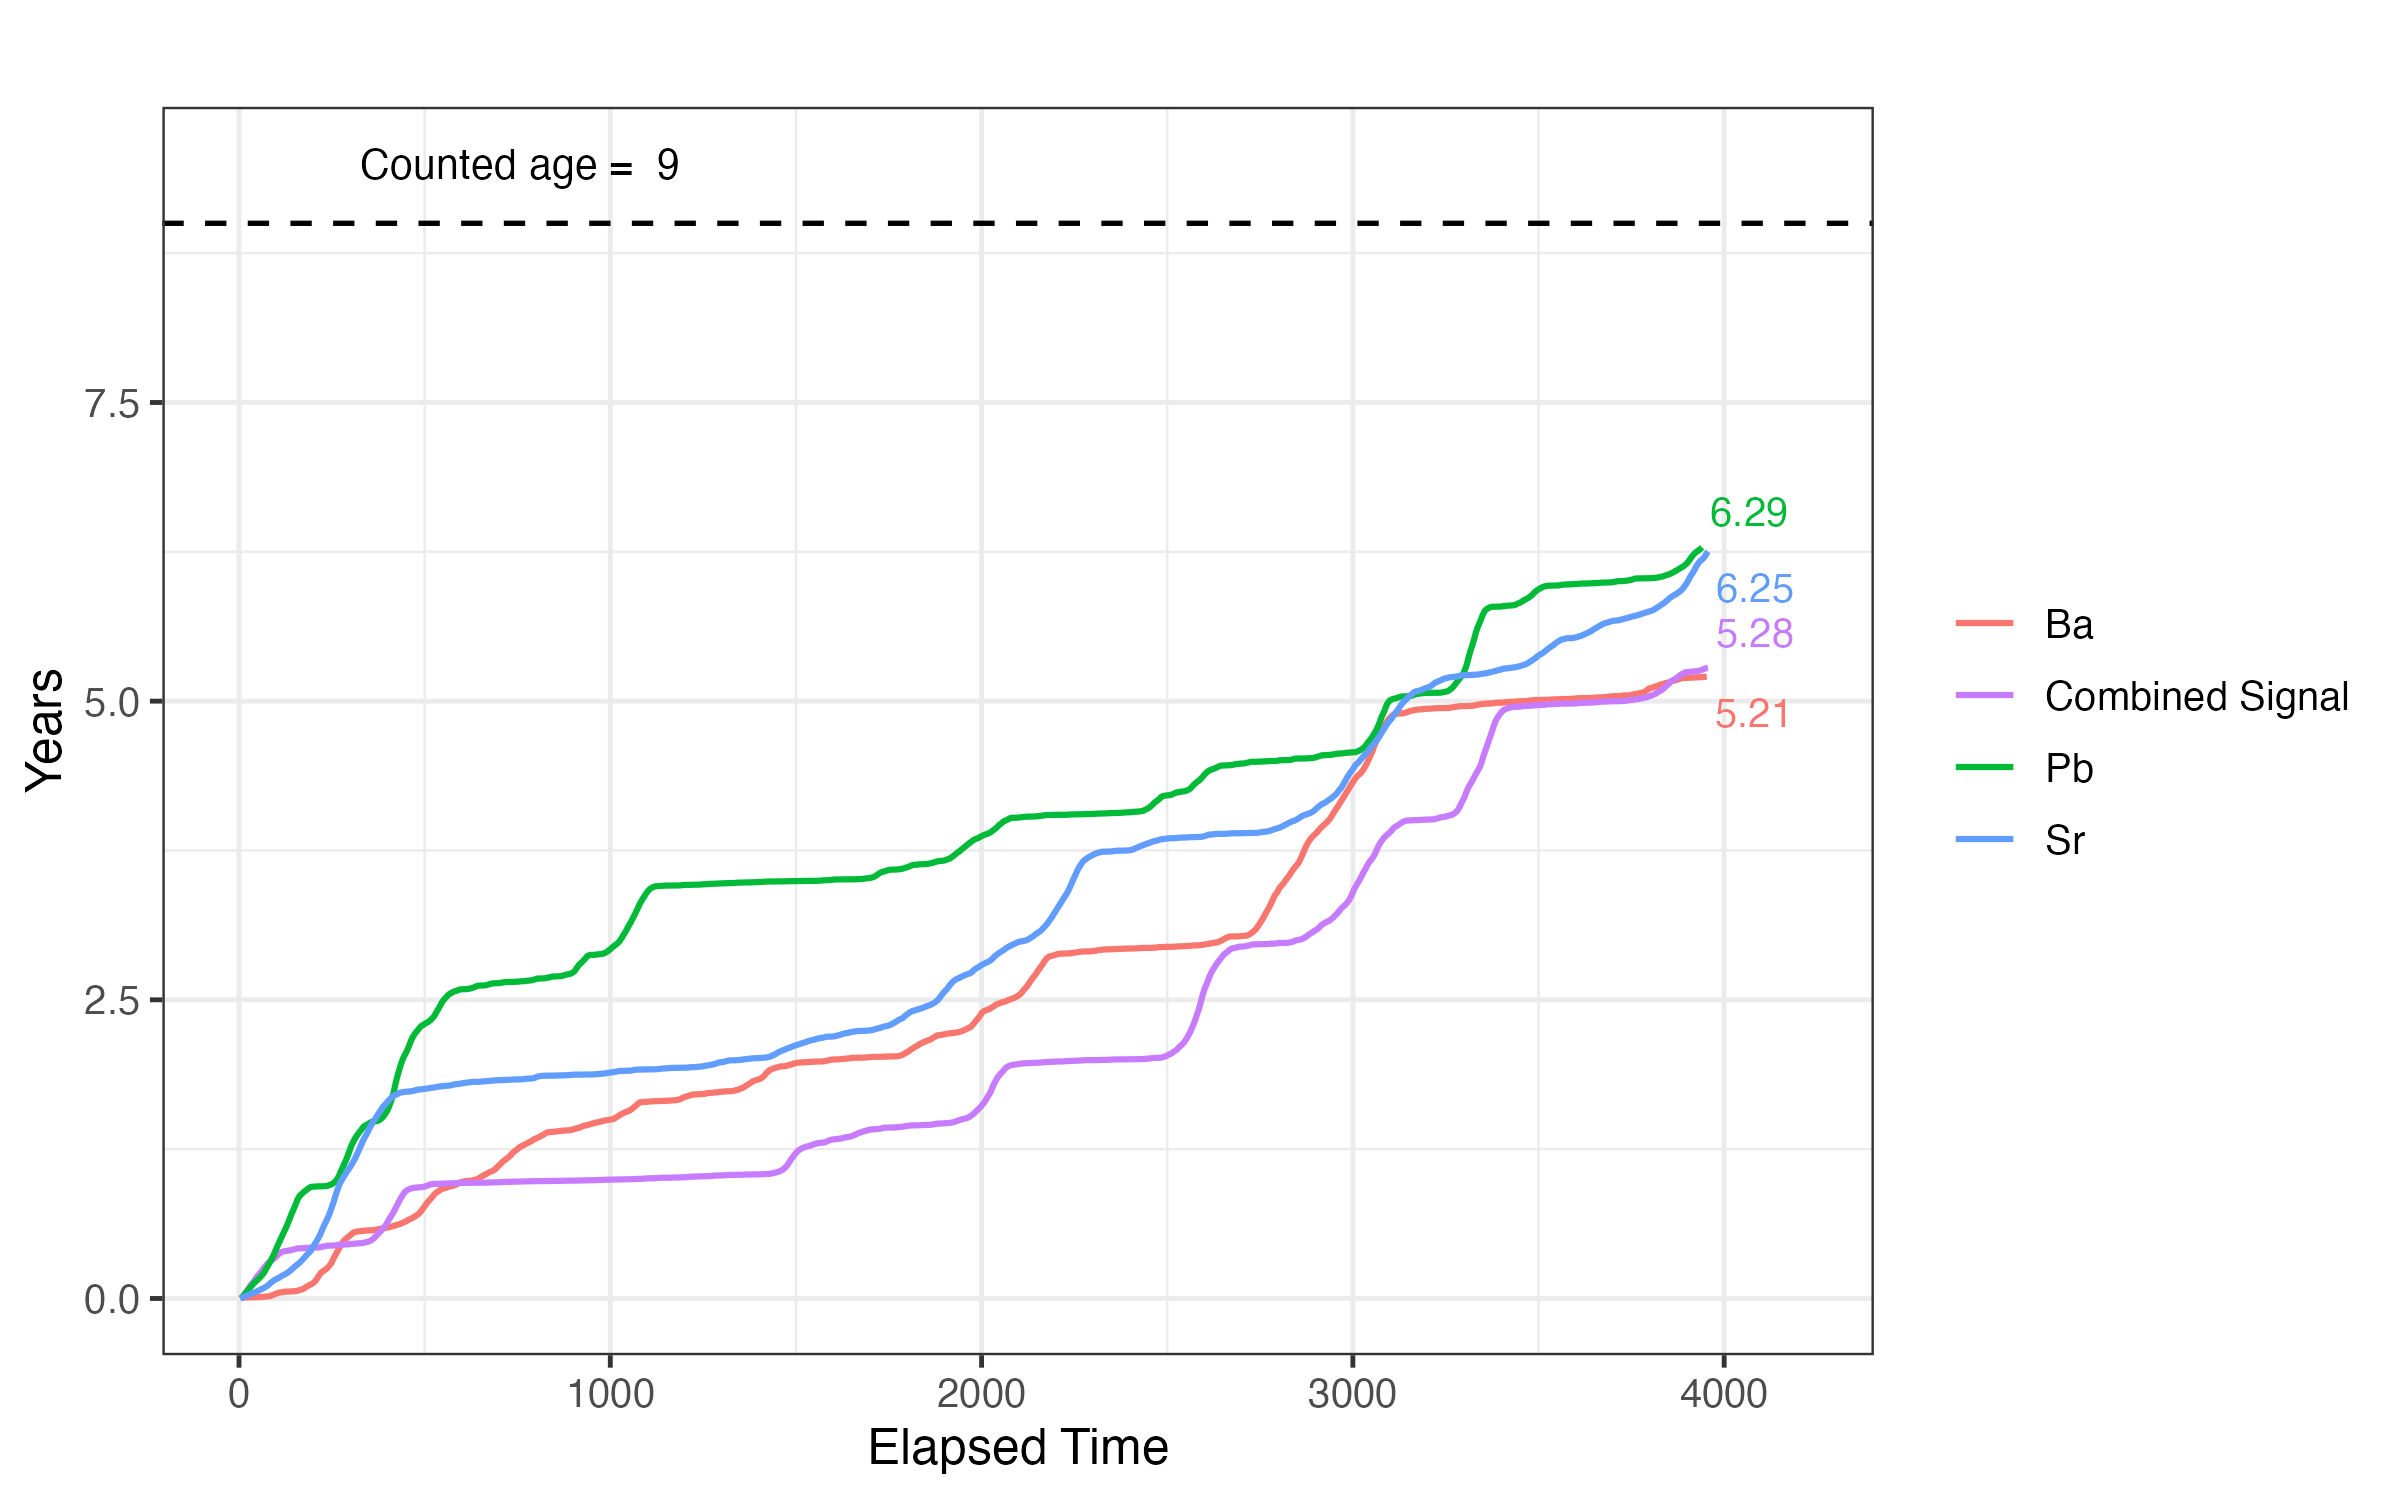 Counted age =  9
Years
7.5
5.0
2.5
0.0
6.29
6.25
5.28
5.21
0 1000 2000 3000 4000
Elapsed Time
Ba
Combined Signal
Pb
Sr